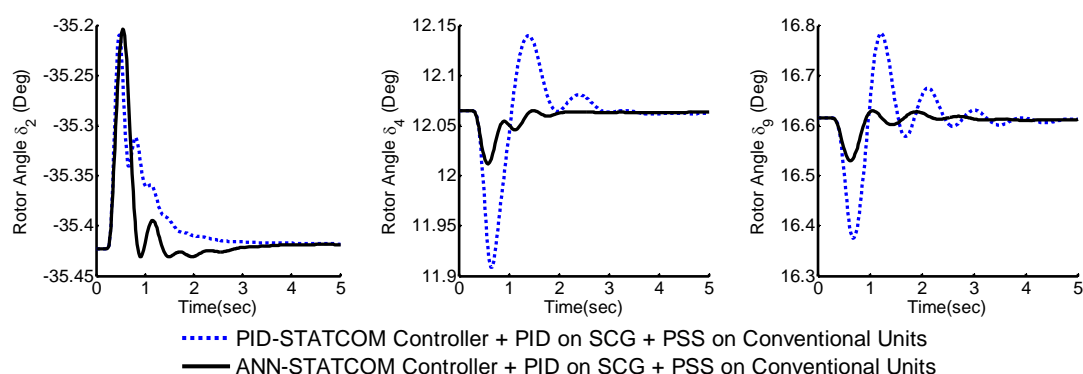 -35.2
-35.25
-35.3
-35.35
-35.4
-35.45
Rotor Angle δ2 (Deg)
0 1 2 3 4 5
Time(sec)
12.15
12.1
12.05
12
11.95
11.9
Rotor Angle δ4 (Deg)
0 1 2 3 4 5
Time(sec)
16.8
16.7
16.6
16.5
16.4
16.3
Rotor Angle δ9 (Deg)
0 1 2 3 4 5
Time(sec)
PID-STATCOM Controller + PID on SCG + PSS on Conventional Units
ANN-STATCOM Controller + PID on SCG + PSS on Conventional Units